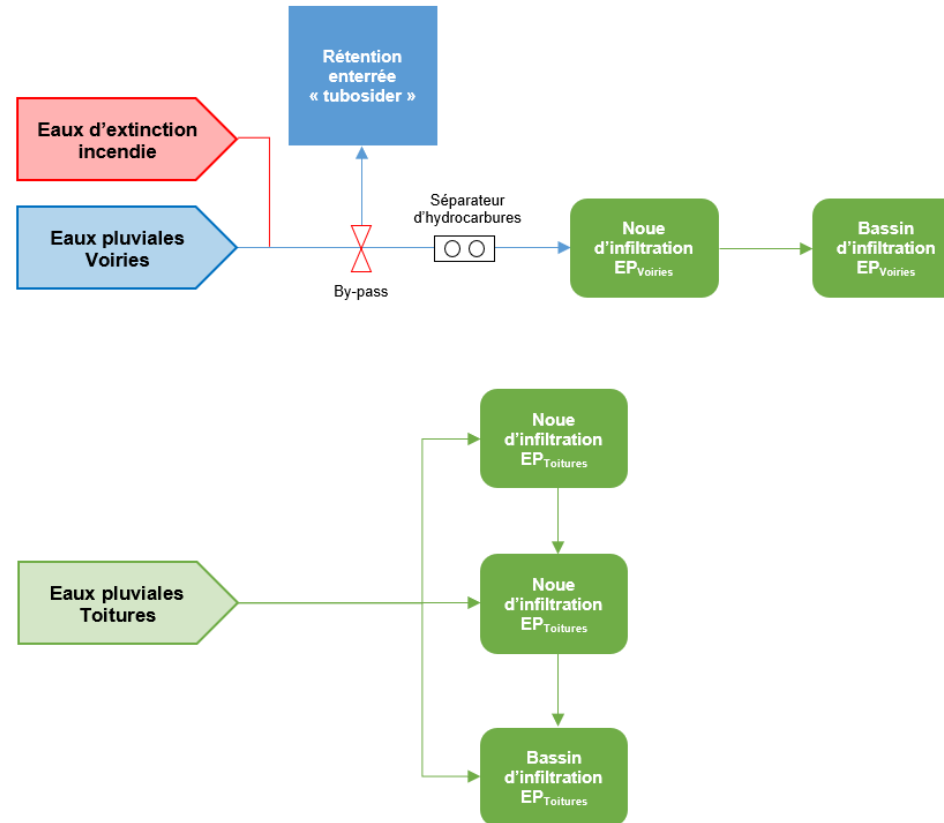 Rétention
enterrée
« tubosider »
Eaux d'extinction
incendie
Eaux pluviales
Voiries
By-pass
Séparateur
d'hydrocarbures
Noue
d'infiltration
EPVoiries
Bassin
d'infiltration
EPVoiries
Noue
d'infiltration
EPToitures
Eaux pluviales
Toitures
Noue
d'infiltration
EPToitures
Bassin
d'infiltration
EPToitures